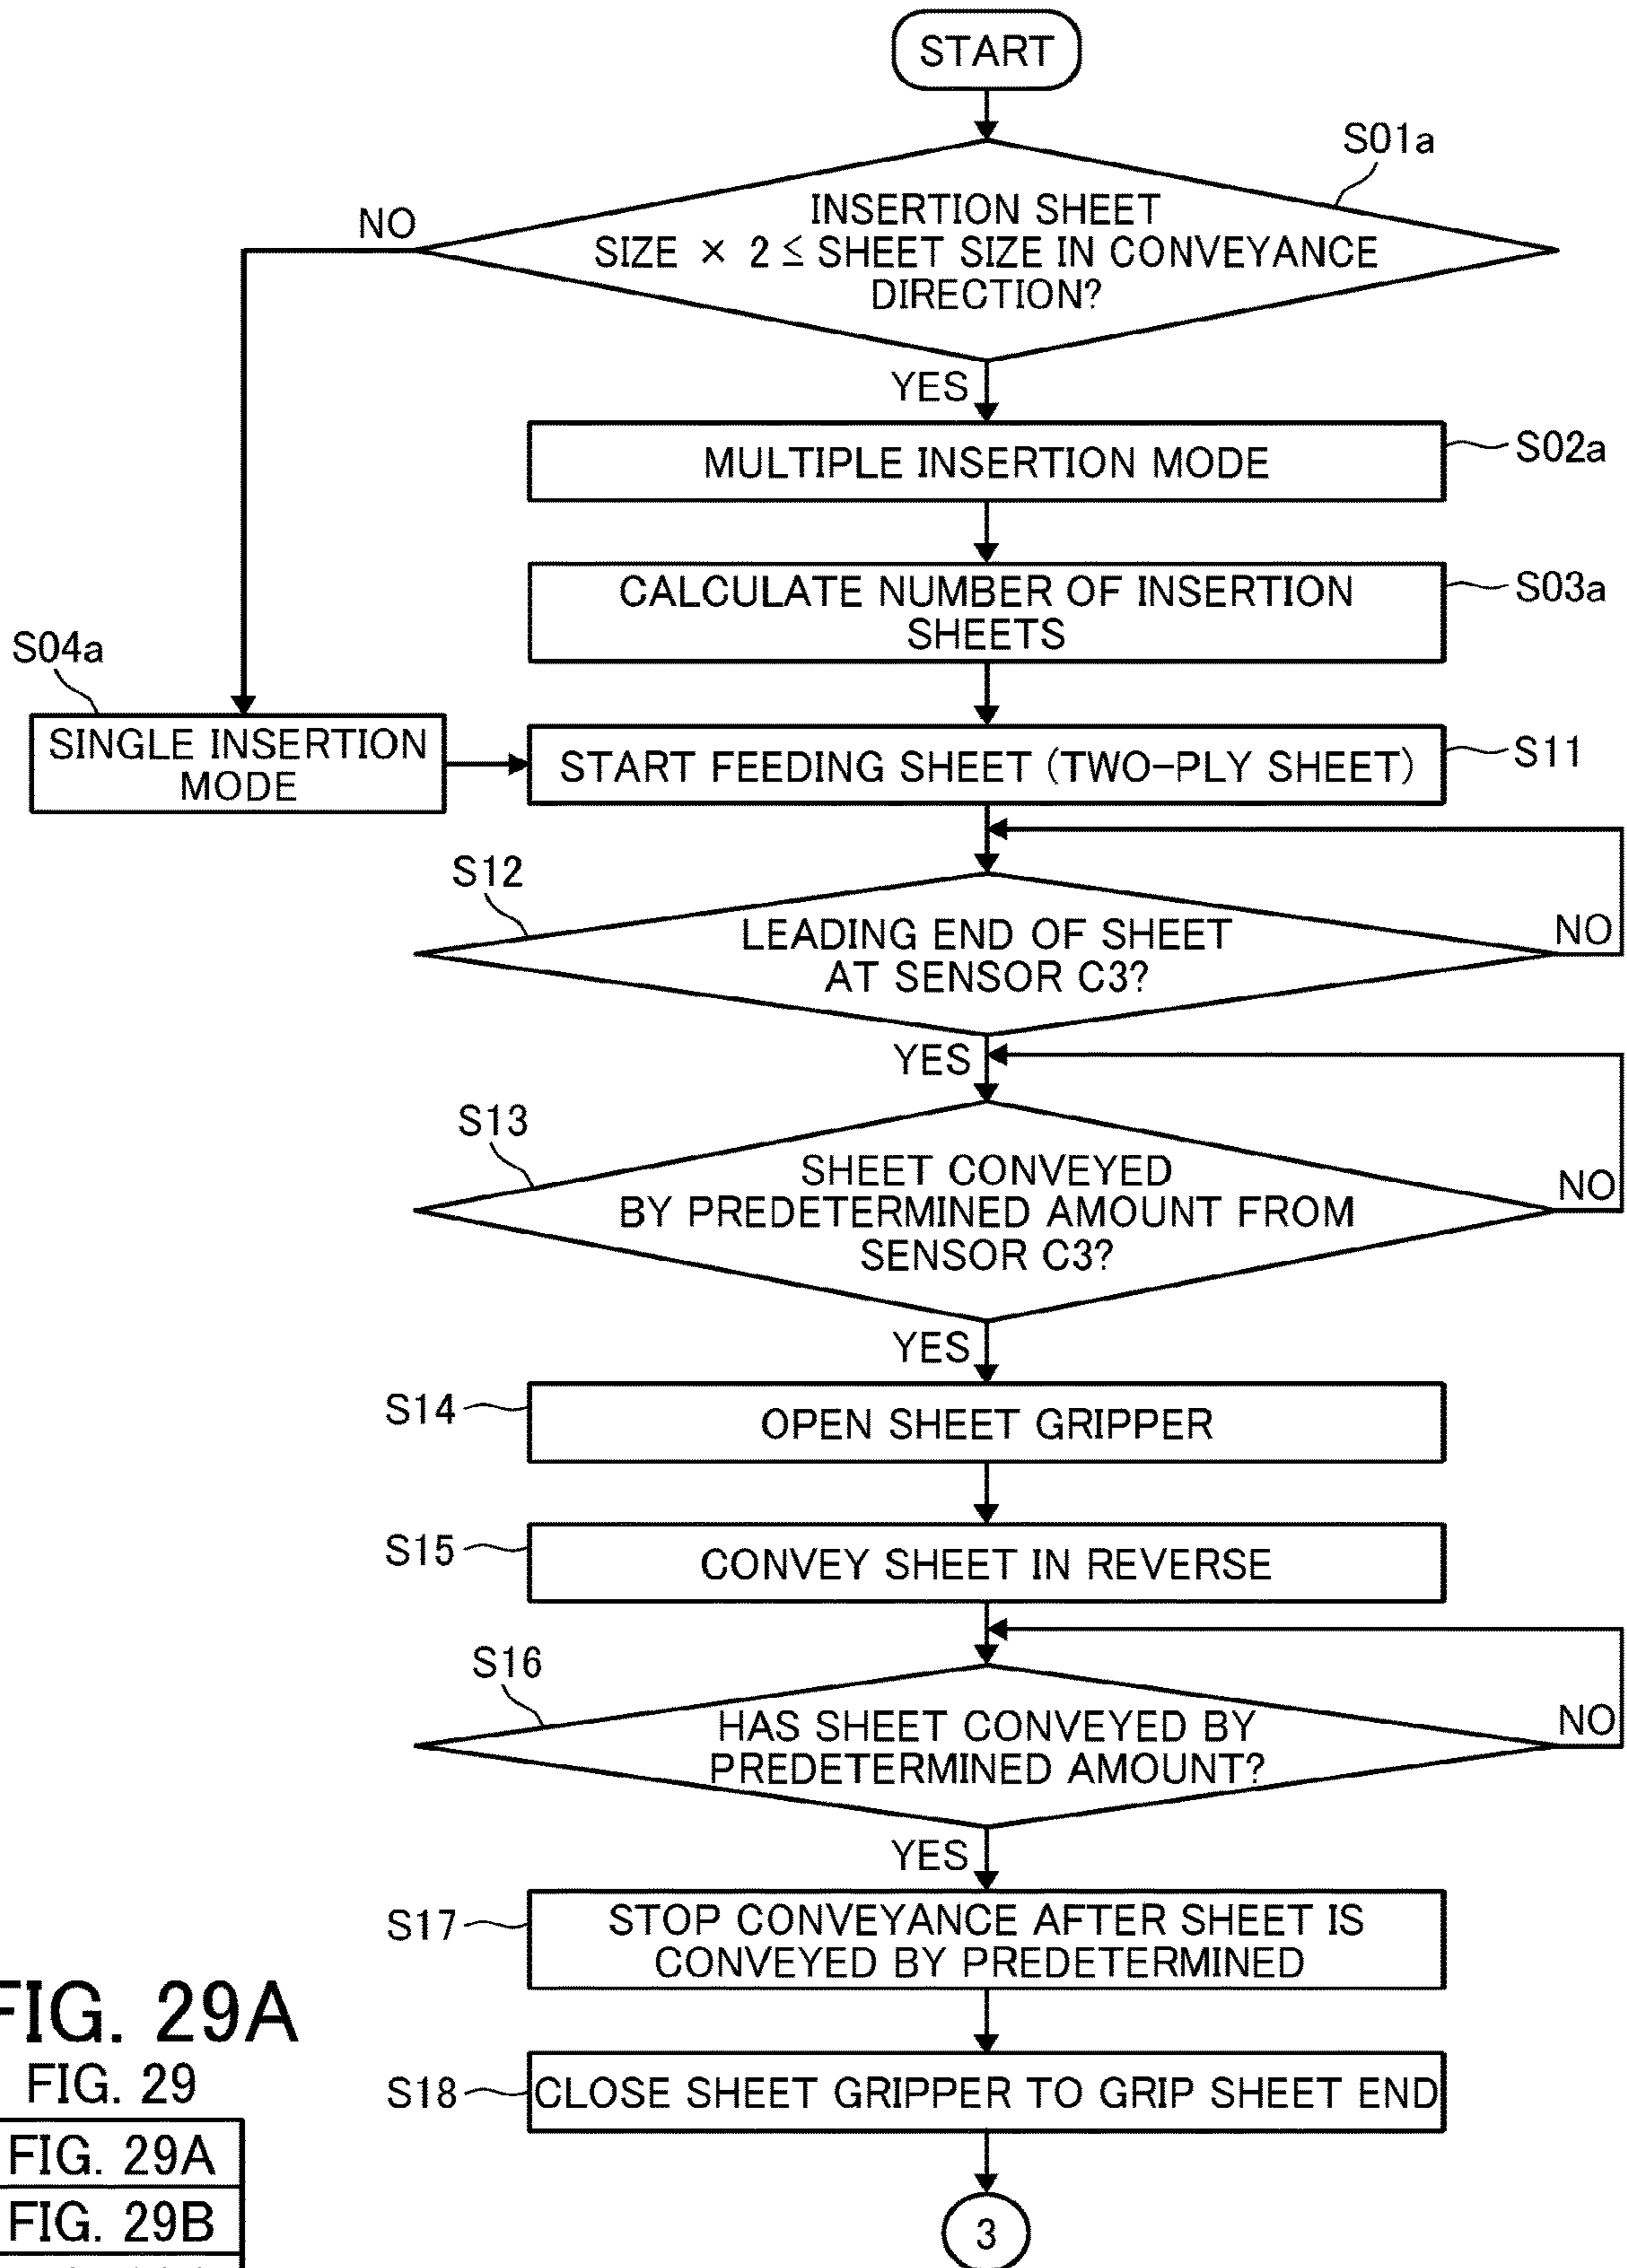 START
S01a
INSERTION SHEET
SIZE × 2 ≤ SHEET SIZE IN CONVEYANCE
DIRECTION?
NO
YES
MULTIPLE INSERTION MODE
S02a
CALCULATE NUMBER OF INSERTION
SHEETS
S03a
S04a
SINGLE INSERTION
MODE
START FEEDING SHEET (TWO-PLY SHEET)
S11
S12
LEADING END OF SHEET
AT SENSOR C3?
NO
YES
S13
SHEET CONVEYED
BY PREDETERMINED AMOUNT FROM
SENSOR C3?
NO
YES
S14
OPEN SHEET GRIPPER
S15
CONVEY SHEET IN REVERSE
S16
HAS SHEET CONVEYED BY
PREDETERMINED AMOUNT?
NO
YES
S17
STOP CONVEYANCE AFTER SHEET IS
CONVEYED BY PREDETERMINED
S18
CLOSE SHEET GRIPPER TO GRIP SHEET END
3
FIG. 29A
FIG. 29
FIG. 29A
FIG. 29B